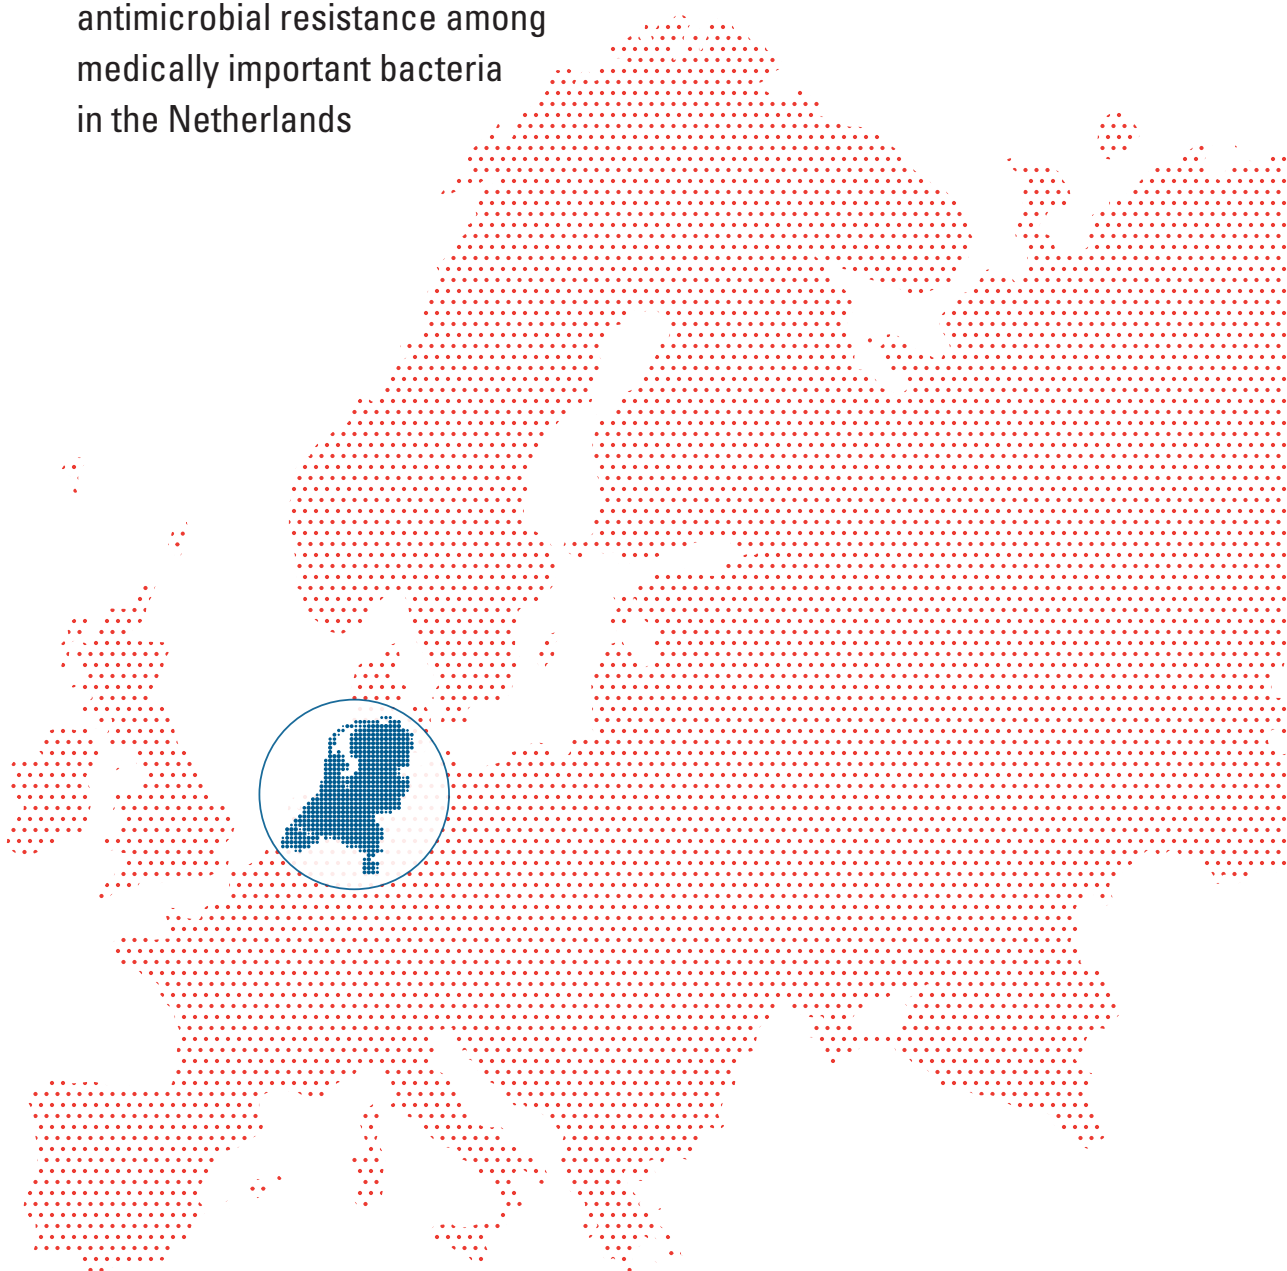 antimicrobial resistance among
medically important bacteria
in the Netherlands